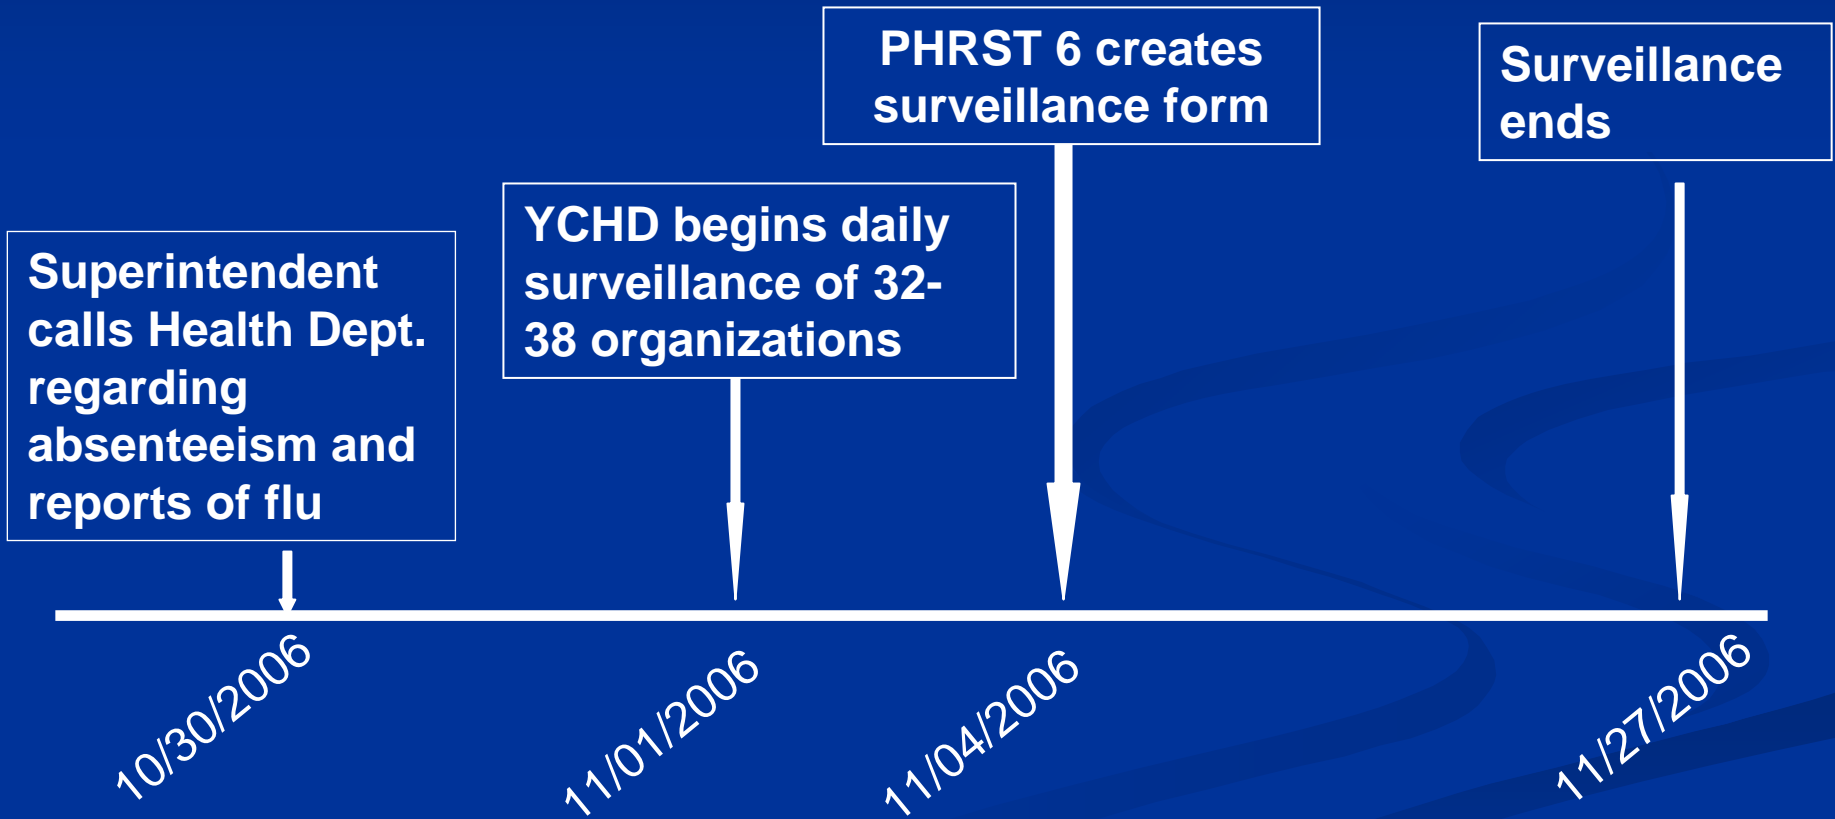 Superintendent
calls Health Dept.
regarding
absenteeism and
reports of flu
YCHD begins daily
surveillance of 32-
38 organizations
PHRST 6 creates
surveillance form
Surveillance
ends
10/30/2006
11/01/2006
11/04/2006
11/27/2006